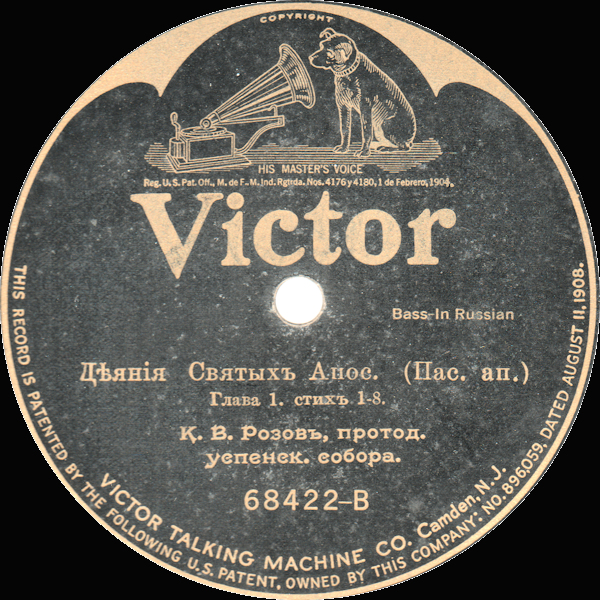 COPYRIGHT
HIS MASTER'S VOICE
Reg. U.S. Pat. Off., M. de F. M. Ind. Rgtrda. Nos. 4176 y 4180, 1 de Febrero, 1904.
Victor
Bass-In Russian
Дѣянія Святыхъ Апос. (Пас. ап.)
Глава 1. стихъ 1-8.
К. В. Розовъ, протод.
успенск. собора.
68422-B
VICTOR TALKING MACHINE CO. Camden, N.J.
THIS RECORD IS PATENTED BY THE FOLLOWING U.S. PATENT, OWNED BY THIS COMPANY: NO. 896,059, DATED AUGUST 11, 1908.